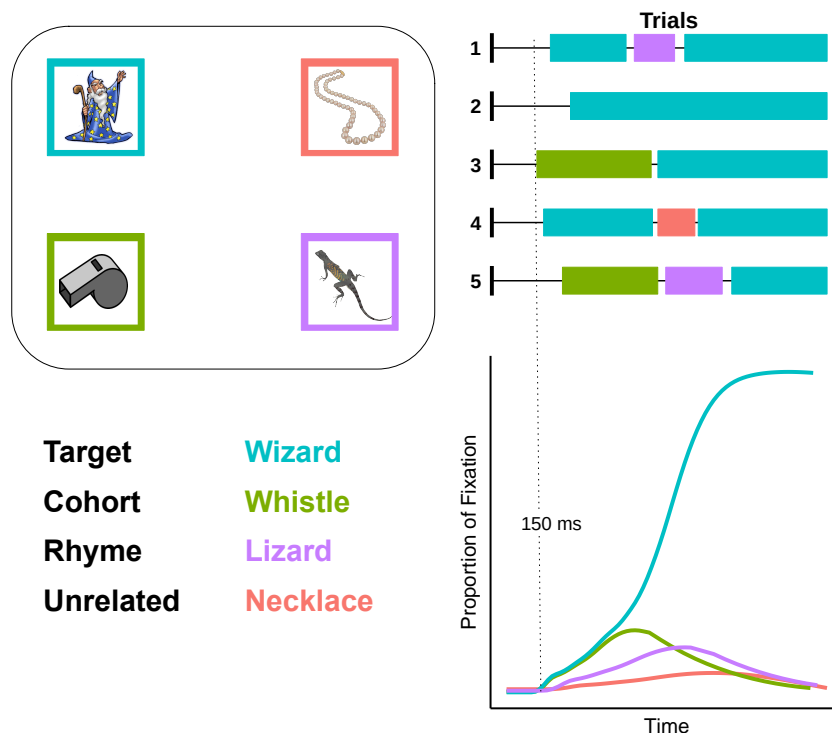 Trials
1
2
3
4
5
Target Wizard
Cohort Whistle
Rhyme Lizard
Unrelated Necklace
Proportion of Fixation
150 ms
Time